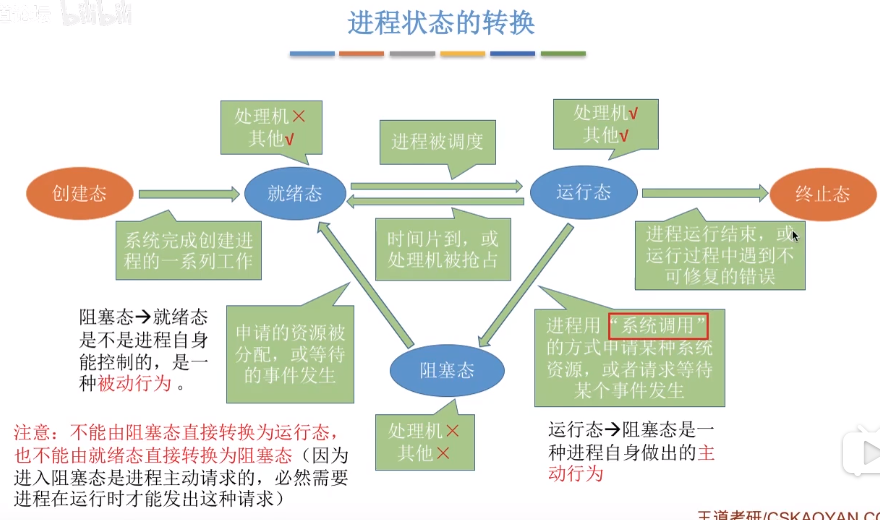 进程状态的转换
处理机×
其他√
进程被调度
处理机√
其他√
创建态
就绪态
运行态
终止态
系统完成创建进
程的一系列工作
时间片到，或
处理机被抢占
进程运行结束，或
运行过程中遇到不
可修复的错误
阻塞态→就绪态
是不是进程自身
能控制的，是一
种被动行为 。
申请的资源被
分配，或等待
的事件发生
阻塞态
进程用“系统调用”
的方式申请某种系统
资源，或者请求等待
某个事件发生
处理机×
其他×
运行态→阻塞态是一
种进程自身做出的主
动行为
注意：不能由阻塞态直接转换为运行态，
也不能由就绪态直接转换为阻塞态（因为
进入阻塞态是进程主动请求的，必然需要
进程在运行时才能发出这种请求）
王道考研/CSKAOYAN.CO